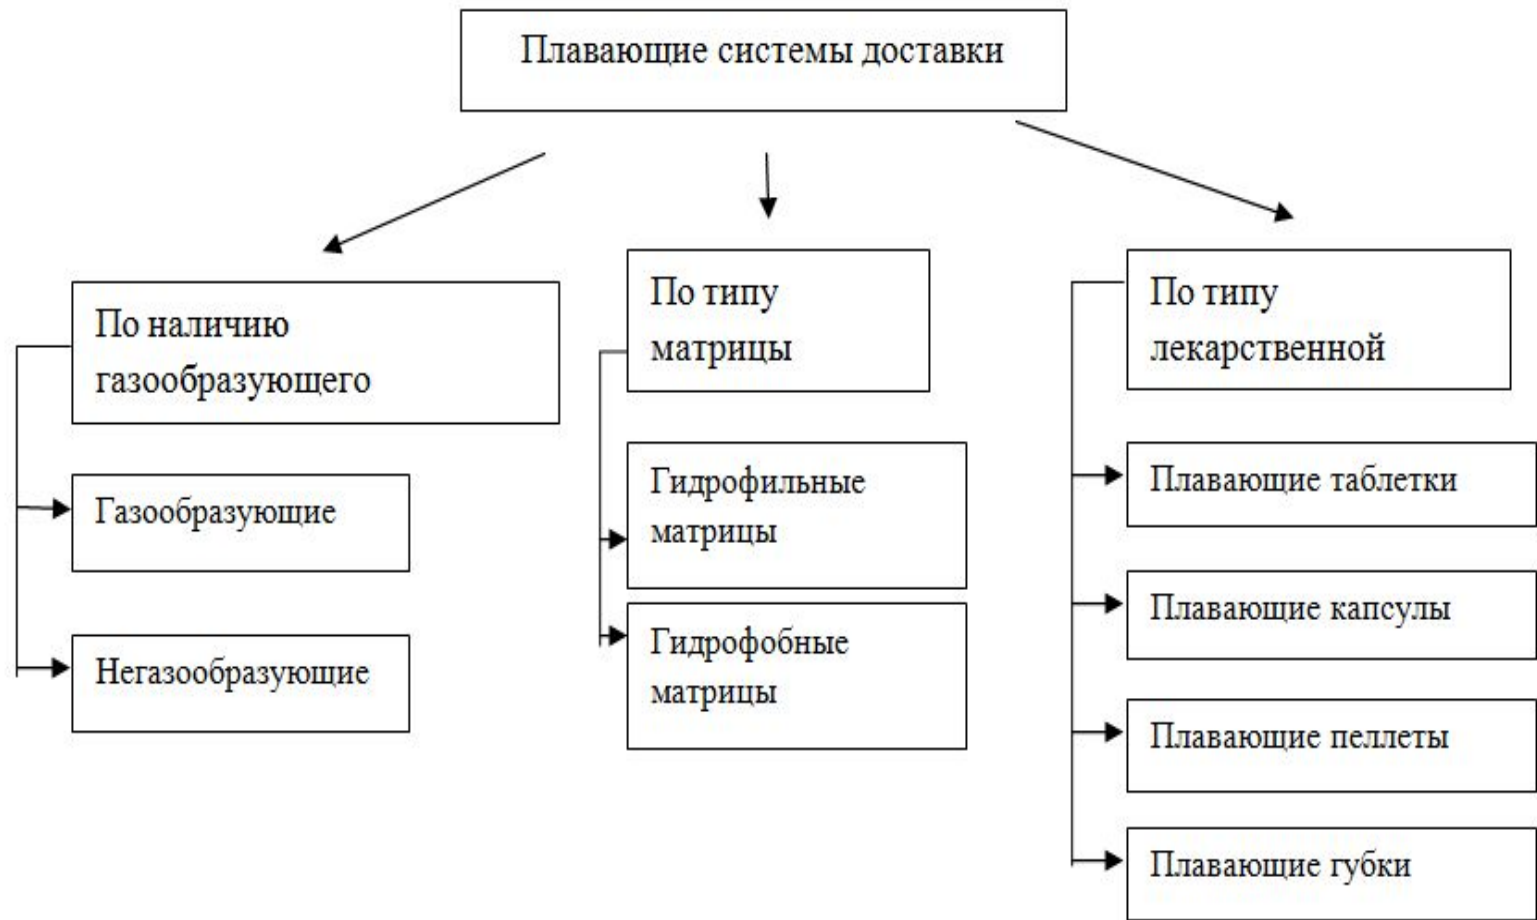 Плавающие системы доставки
По наличию
газообразующего
Газообразующие
Негазообразующие
По типу
матрицы
Гидрофильные
матрицы
Гидрофобные
матрицы
По типу
лекарственной
Плавающие таблетки
Плавающие капсулы
Плавающие пеллеты
Плавающие губки